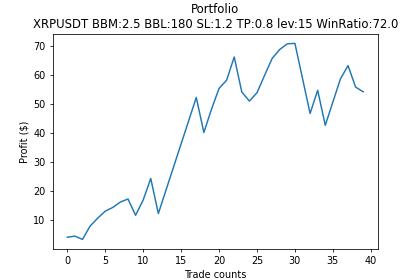 Portfolio
XRPUSDT BBM:2.5 BBL:180 SL:1.2 TP:0.8 lev:15 WinRatio:72.0
70
60
50
40
30
20
10
Profit ($)
0 5 10 15 20 25 30 35 40
Trade counts